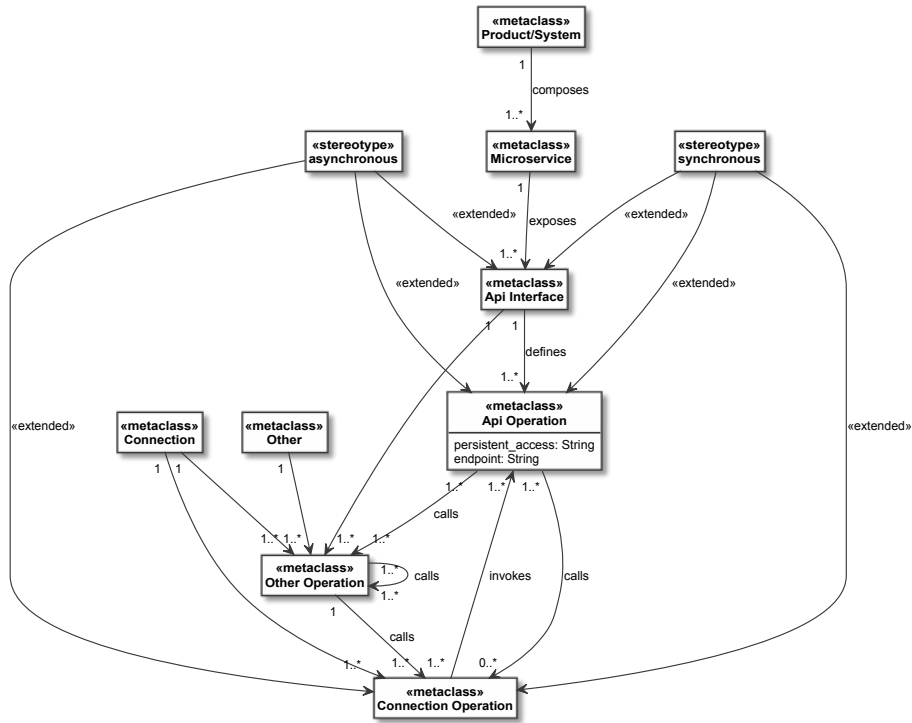 «metaclass»
Product/System
1
composes
1..*
«stereotype»
asynchronous
«metaclass»
Microservice
«stereotype»
synchronous
1
«extended»
exposes
«extended»
1..*
«metaclass»
Api Interface
«extended»
«extended»
1
1
defines
1..*
«metaclass»
Api Operation
persistent_access: String
endpoint: String
«extended»
«metaclass»
Connection
«metaclass»
Other
«extended»
1
1
1
1..*
1..*
1..*
calls
1..*
1..*
1..*
1..*
«metaclass»
Other Operation
1..*
1..*
calls
invokes
calls
1
calls
1..*
1..*
1..*
0..*
«metaclass»
Connection Operation